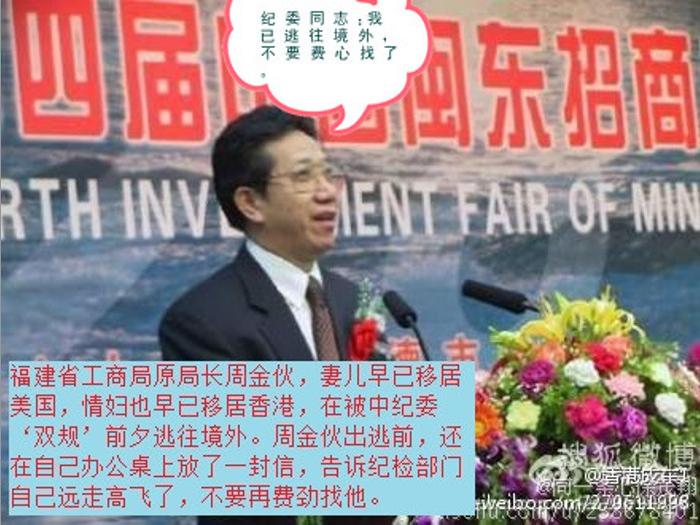 纪委同志:我
已逃往境外,
不要费心找了
。
四届
闽东招商
RTH INVE MENT FAIR OF MIN
福建省工商局原局长周金伙，妻儿早已移居
美国，情妇也早已移居香港，在被中纪委
‘双规’前夕逃往境外。周金伙出逃前，还
在自己办公桌上放了一封信，告诉纪检部门
自己远走高飞了，不要再费劲找他。
搜狐微博